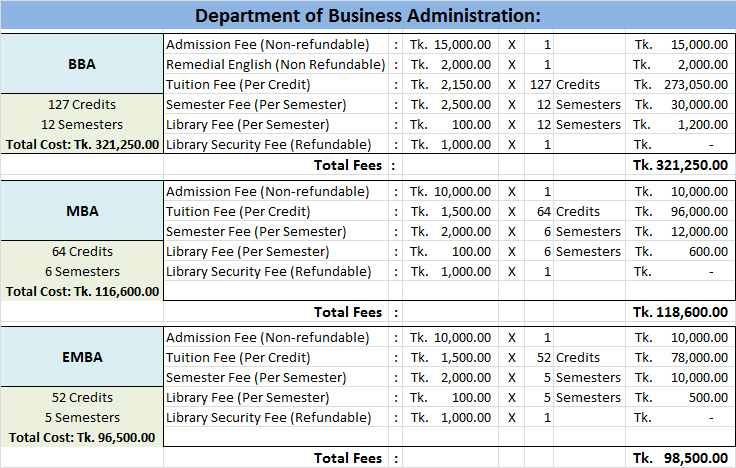 Department of Business Administration:
BBA
127 Credits
12 Semesters
Total Cost: Tk. 321,250.00
Admission Fee (Non-refundable) : Tk. 15,000.00 X 1 Tk. 15,000.00
Remedial English (Non Refundable) : Tk. 2,000.00 X 1 Tk. 2,000.00
Tuition Fee (Per Credit) : Tk. 2,150.00 X 127 Credits Tk. 273,050.00
Semester Fee (Per Semester) : Tk. 2,500.00 X 12 Semesters Tk. 30,000.00
Library Fee (Per Semester) : Tk. 100.00 X 12 Semesters Tk. 1,200.00
Library Security Fee (Refundable) : Tk. 1,000.00 X 1 Tk. -
Total Fees : Tk. 321,250.00
MBA
64 Credits
6 Semesters
Total Cost: Tk. 116,600.00
Admission Fee (Non-refundable) : Tk. 10,000.00 X 1 Tk. 10,000.00
Tuition Fee (Per Credit) : Tk. 1,500.00 X 64 Credits Tk. 96,000.00
Semester Fee (Per Semester) : Tk. 2,000.00 X 6 Semesters Tk. 12,000.00
Library Fee (Per Semester) : Tk. 100.00 X 6 Semesters Tk. 600.00
Library Security Fee (Refundable) : Tk. 1,000.00 X 1 Tk. -
Total Fees : Tk. 118,600.00
EMBA
52 Credits
5 Semesters
Total Cost: Tk. 96,500.00
Admission Fee (Non-refundable) : Tk. 10,000.00 X 1 Tk. 10,000.00
Tuition Fee (Per Credit) : Tk. 1,500.00 X 52 Credits Tk. 78,000.00
Semester Fee (Per Semester) : Tk. 2,000.00 X 5 Semesters Tk. 10,000.00
Library Fee (Per Semester) : Tk. 100.00 X 5 Semesters Tk. 500.00
Library Security Fee (Refundable) : Tk. 1,000.00 X 1 Tk. -
Total Fees : Tk. 98,500.00